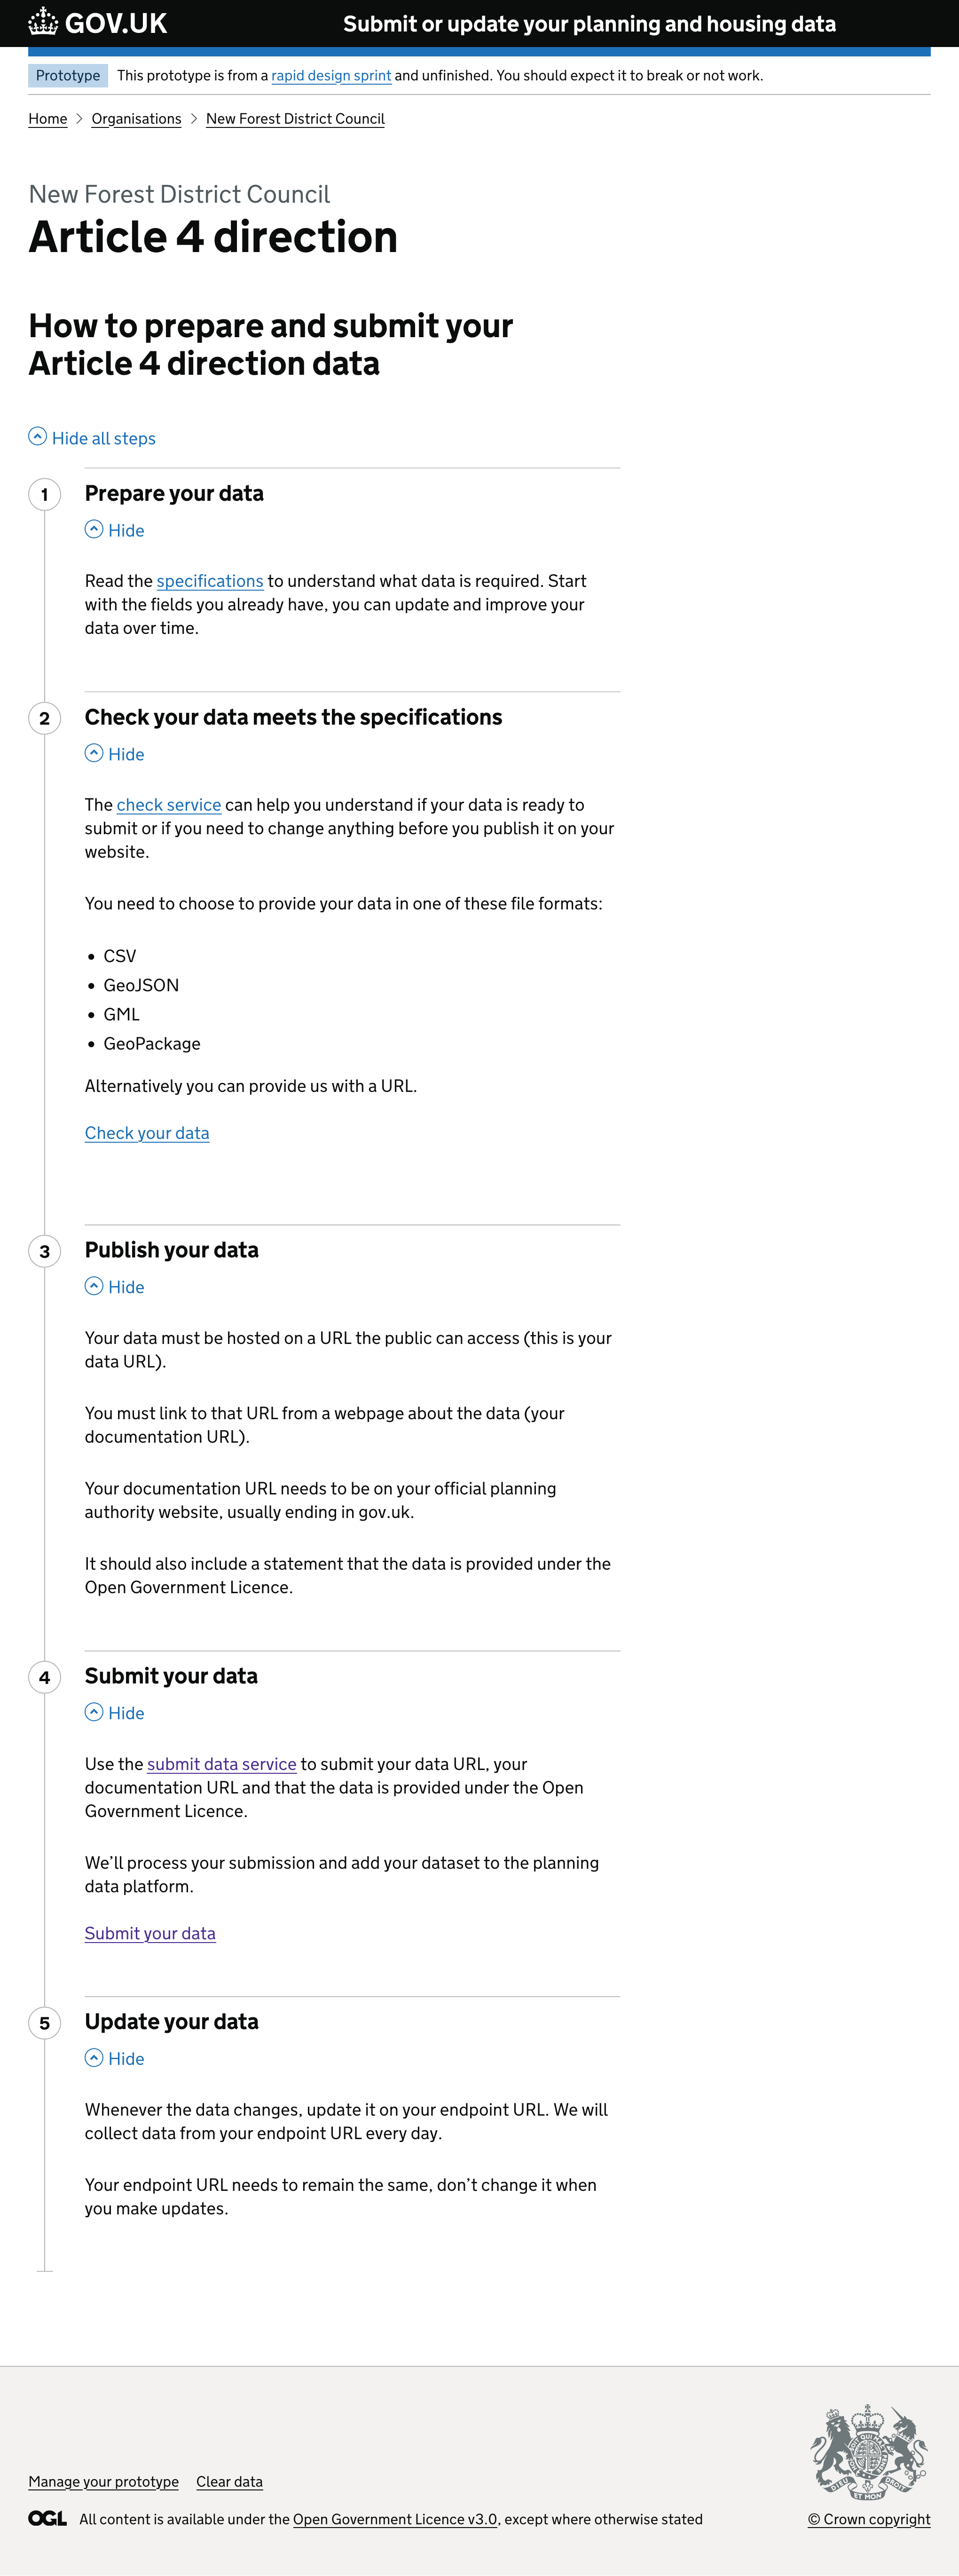 GOV.UK
Submit or update your planning and housing data
Prototype
This prototype is from a rapid design sprint and unfinished. You should expect it to break or not work.
Home
Organisations
New Forest District Council
New Forest District Council
Article 4 direction
How to prepare and submit your
Article 4 direction data
Hide all steps
1
Prepare your data
Hide
Read the specifications to understand what data is required. Start
with the fields you already have, you can update and improve your
data over time.
2
Check your data meets the specifications
Hide
The check service can help you understand if your data is ready to
submit or if you need to change anything before you publish it on your
website.
You need to choose to provide your data in one of these file formats:
• CSV
• GeoJSON
• GML
• GeoPackage
Alternatively you can provide us with a URL.
Check your data
3
Publish your data
Hide
Your data must be hosted on a URL the public can access (this is your
data URL).
You must link to that URL from a webpage about the data (your
documentation URL).
Your documentation URL needs to be on your official planning
authority website, usually ending in gov.uk.
It should also include a statement that the data is provided under the
Open Government Licence.
4
Submit your data
Hide
Use the submit data service to submit your data URL, your
documentation URL and that the data is provided under the Open
Government Licence.
We’ll process your submission and add your dataset to the planning
data platform.
Submit your data
5
Update your data
Hide
Whenever the data changes, update it on your endpoint URL. We will
collect data from your endpoint URL every day.
Your endpoint URL needs to remain the same, don’t change it when
you make updates.
Manage your prototype
Clear data
OGL
All content is available under the Open Government Licence v3.0, except where otherwise stated
DIEU ET MON DROIT
© Crown copyright